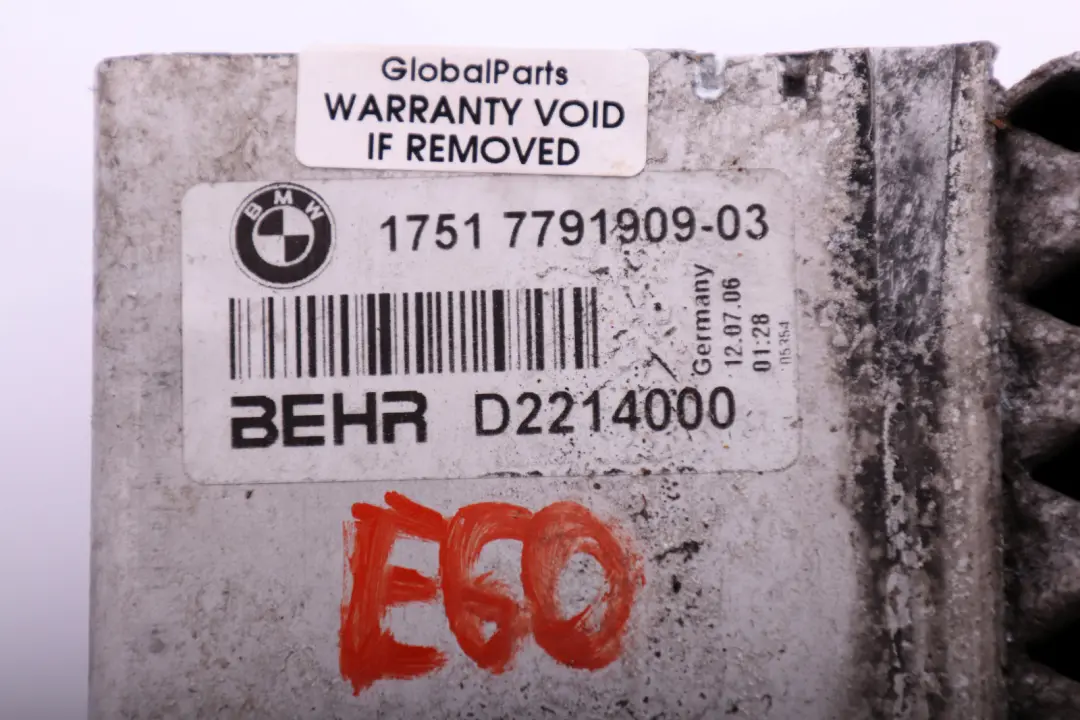 GlobalParts
WARRANTY VOID
IF REMOVED
BMW
1751 7791909-03
Germany
12.07.06
01:28
05354
BEHR D2214000
E60